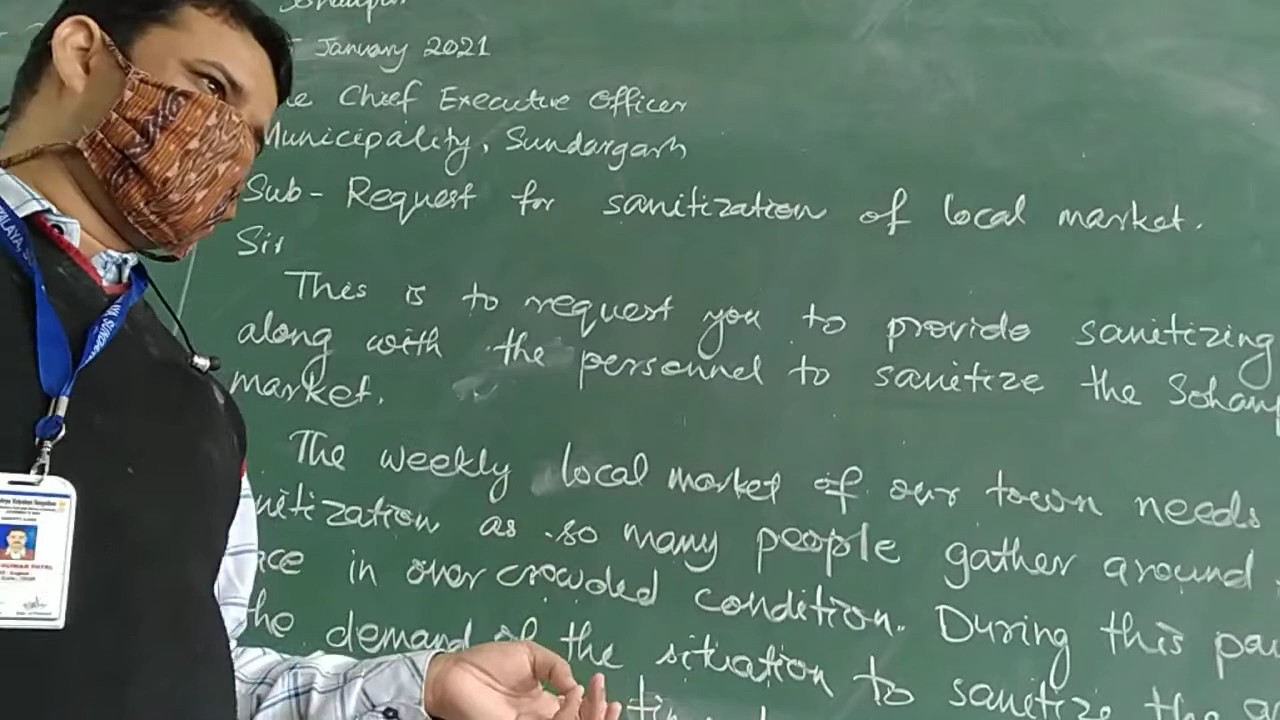 January 2021
Chief Executive Officer
Municipality, Sundargarh
Sub- Request for sanitization of local market.
Sir
This is to request you to provide sanitizing
along with the personnel to sanitize the
market.
The weekly local market of our town needs
as so many people gather around
in over crowded condition. During this
the demand of the situation to sanitize the